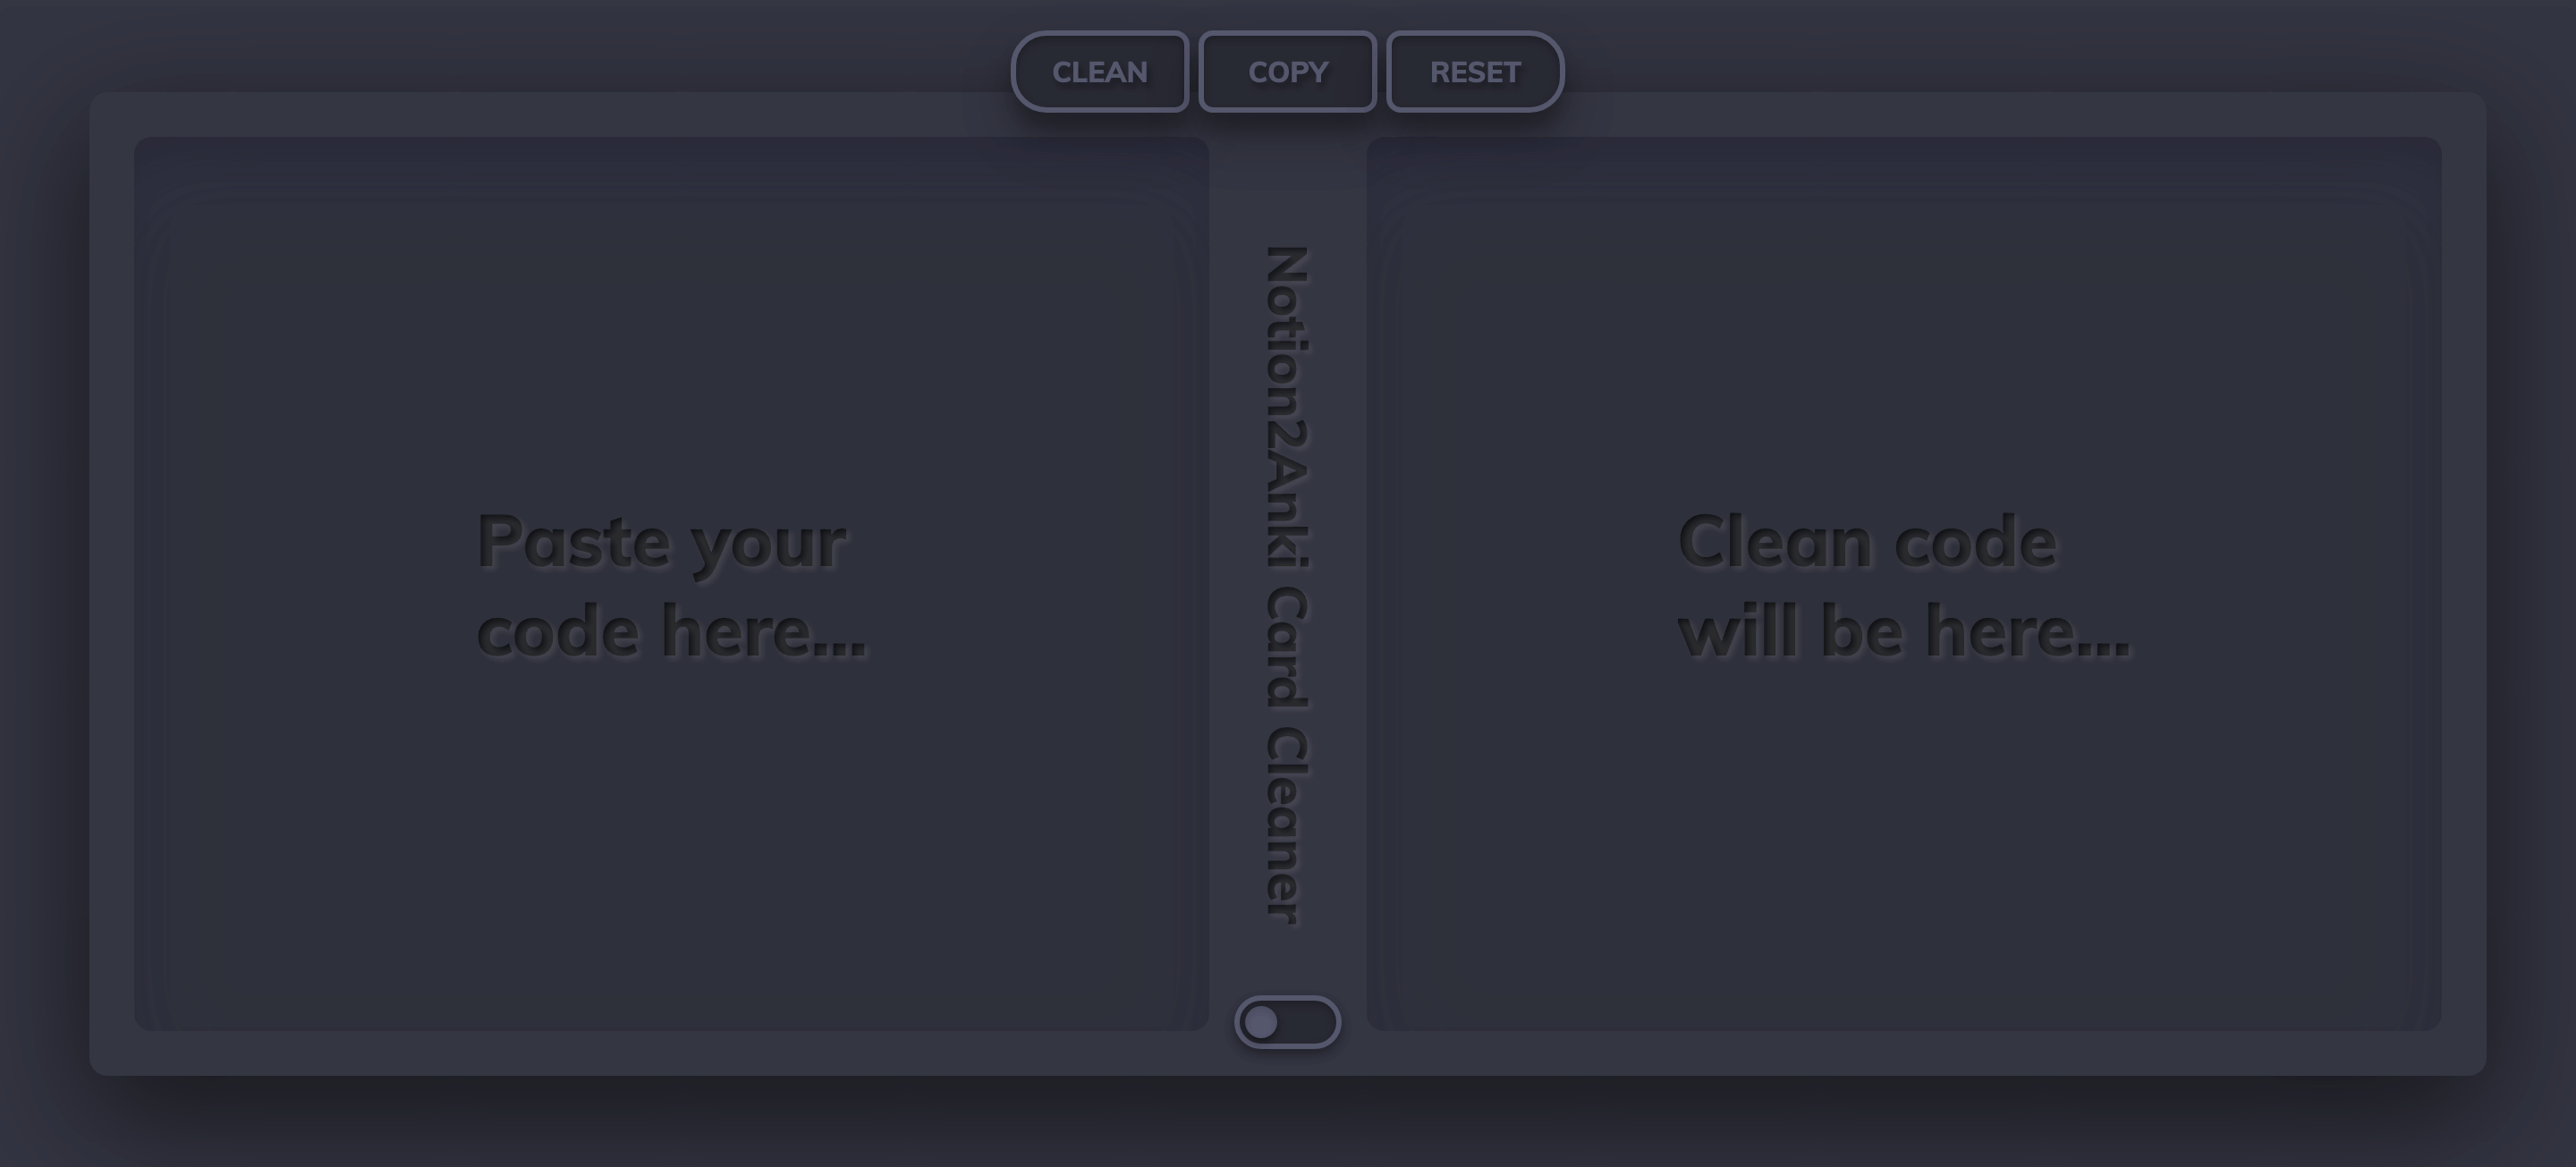 CLEAN
COPY
RESET
Paste your
code here...
Notion2Anki Card Cleaner
Clean code
will be here...